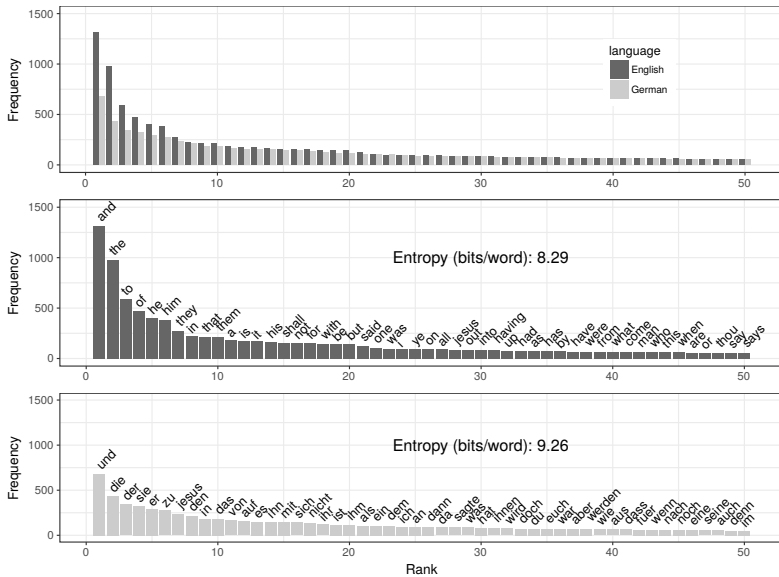 language
English
German
Frequency
1500
1000
500
0
0 10 20 30 40 50
Entropy (bits/word): 8.29
Frequency
1500
1000
500
0
and the to of he him they in that them a is it his shall not for with be but said one was I ye on all jesus out into having up had as has by have were from what come man who this when are or thou say says
0 10 20 30 40 50
Entropy (bits/word): 9.26
Frequency
1500
1000
500
0
und die der sie er zu jesus den in das von auf es ihn mit sich nicht ihr ist ihm als ein dem ich an dann da sagte was hat ihnen wird doch du euch war aber werden wie aus dass fuer wenn nach noch eine seine auch denn im
0 10 20 30 40 50
Rank